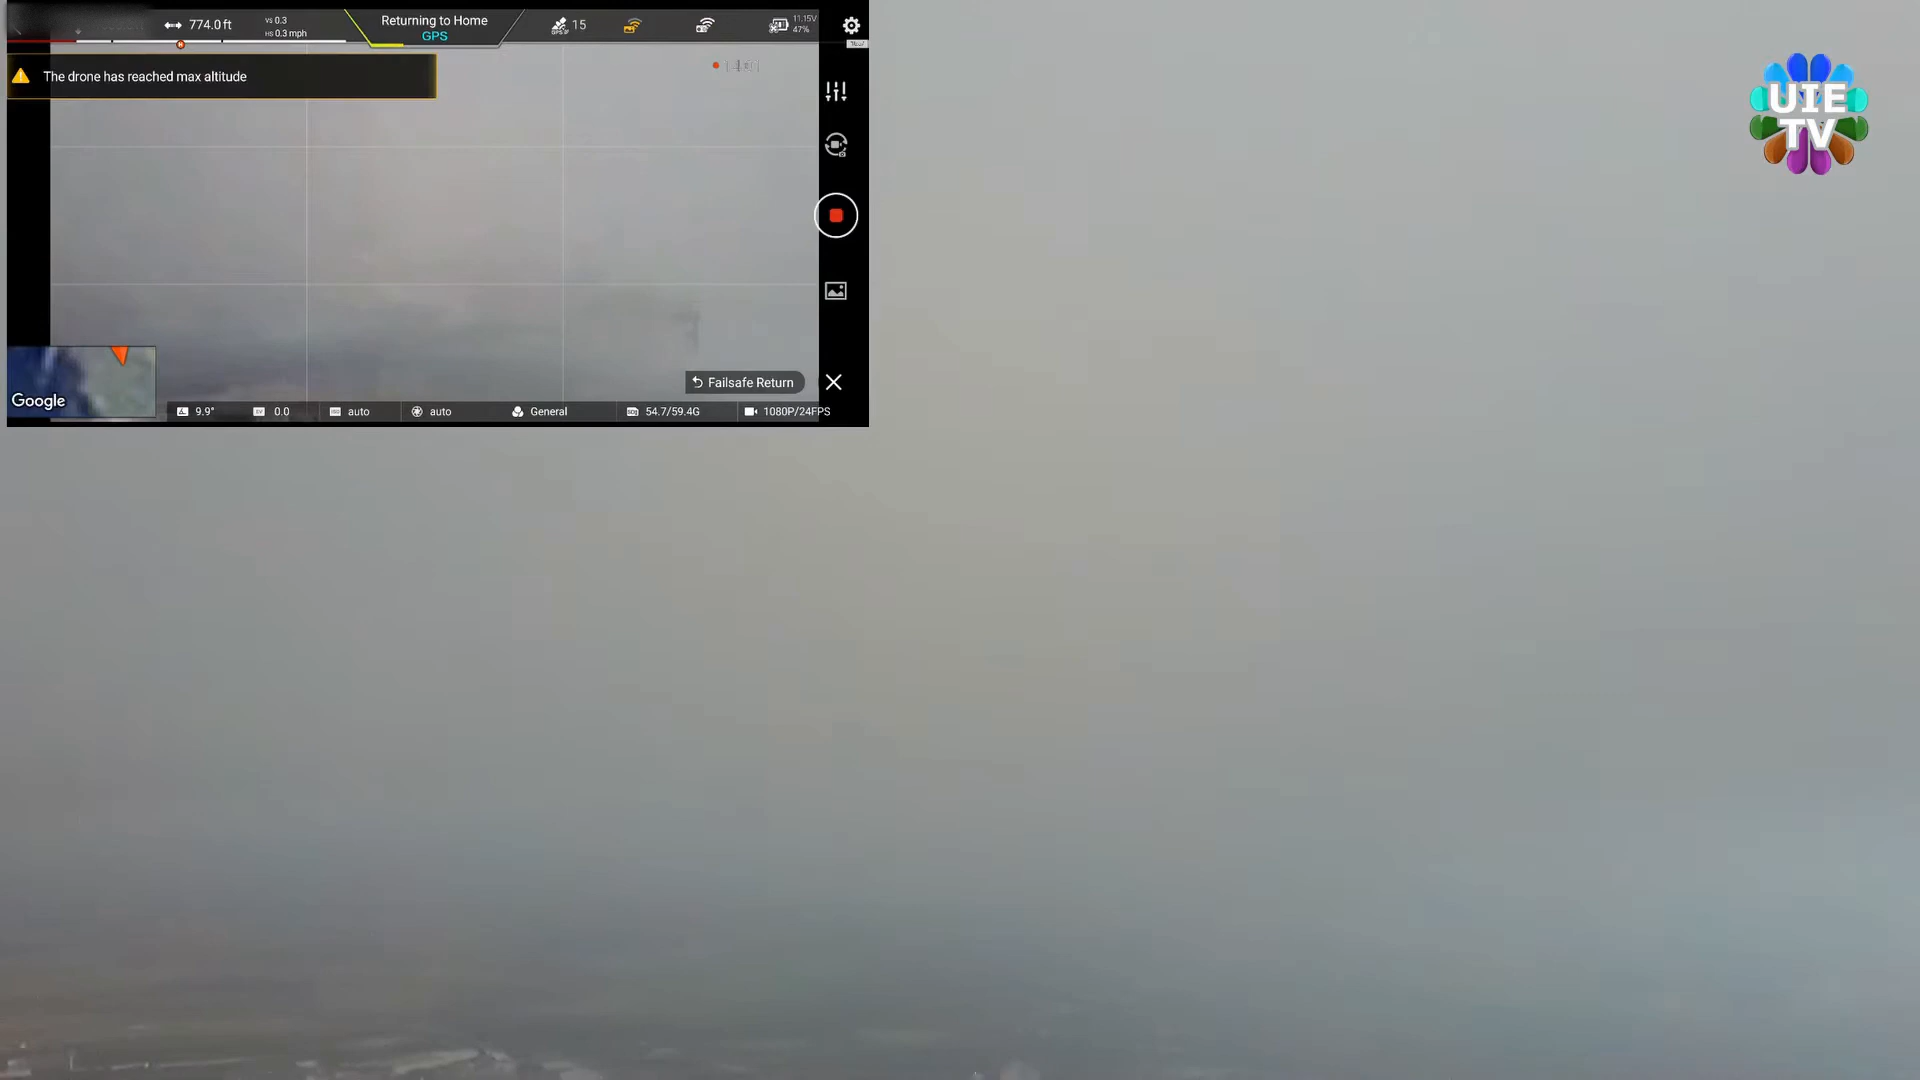 774.0 ft
VS 0.3
HS 0.3 mph
Returning to Home
GPS
15
11.15V
47%
The drone has reached max altitude
UIE
TV
Failsafe Return
Google
9.9°
EV 0.0
auto
auto
General
54.7/59.4G
1080P/24FPS